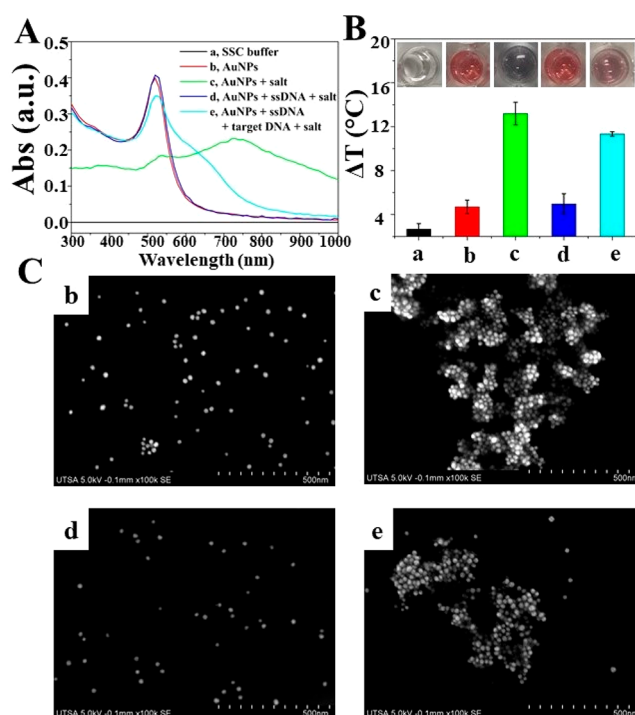 A
0.5
0.4
0.3
0.2
0.1
0.0
Abs (a.u.)
a, SSC buffer
b, AuNPs
c, AuNPs + salt
d, AuNPs + ssDNA + salt
e, AuNPs + ssDNA
+ target DNA + salt
300 400 500 600 700 800 900 1000
Wavelength (nm)
B
20
16
12
8
4
ΔT (°C)
a b c d e
C
b
UTSA 5.0kV -0.1mm x100k SE 500nm
c
UTSA 5.0kV -0.1mm x100k SE 500nm
d
UTSA 5.0kV -0.1mm x100k SE 500nm
e
UTSA 5.0kV -0.1mm x100k SE 500nm